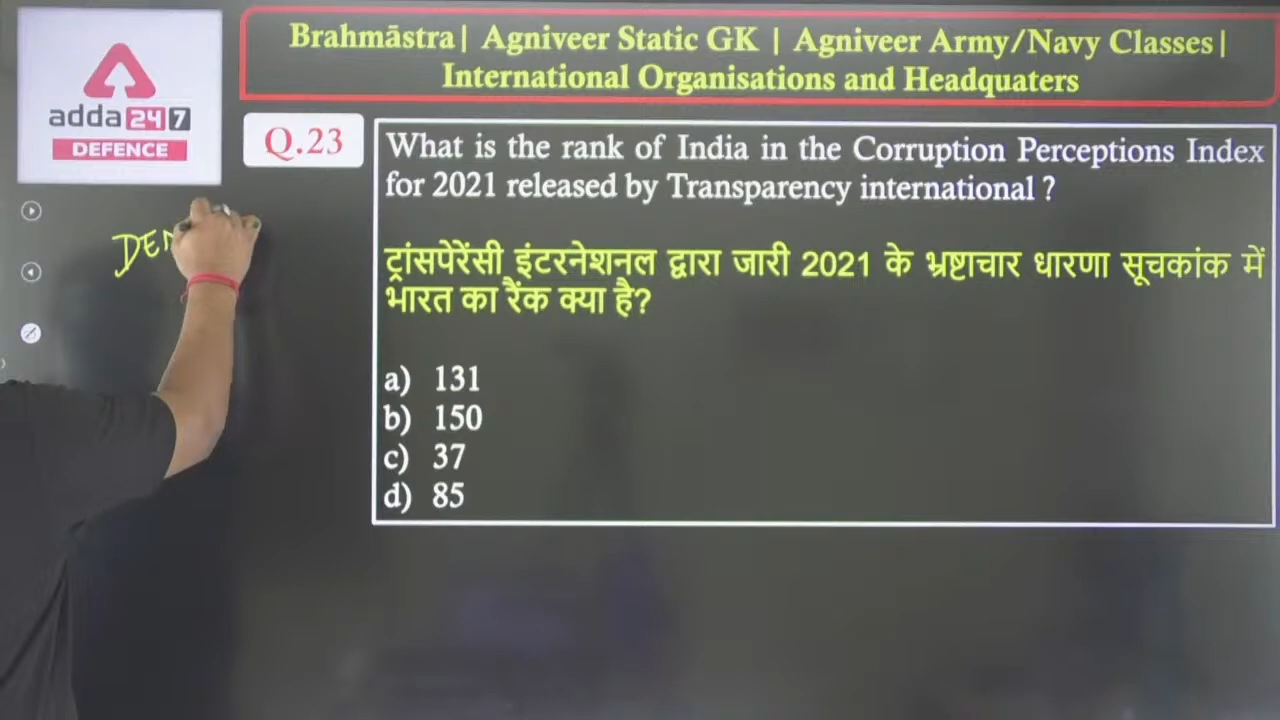 Brahmāstra| Agniveer Static GK | Agniveer Army/Navy Classes|
International Organisations and Headquaters
adda 247
DEFENCE
Q.23
What is the rank of India in the Corruption Perceptions Index
for 2021 released by Transparency international ?
ट्रांसपेरेंसी इंटरनेशनल द्वारा जारी 2021 के भ्रष्टाचार धारणा सूचकांक में
भारत का रैंक क्या है?
a) 131
b) 150
c) 37
d) 85